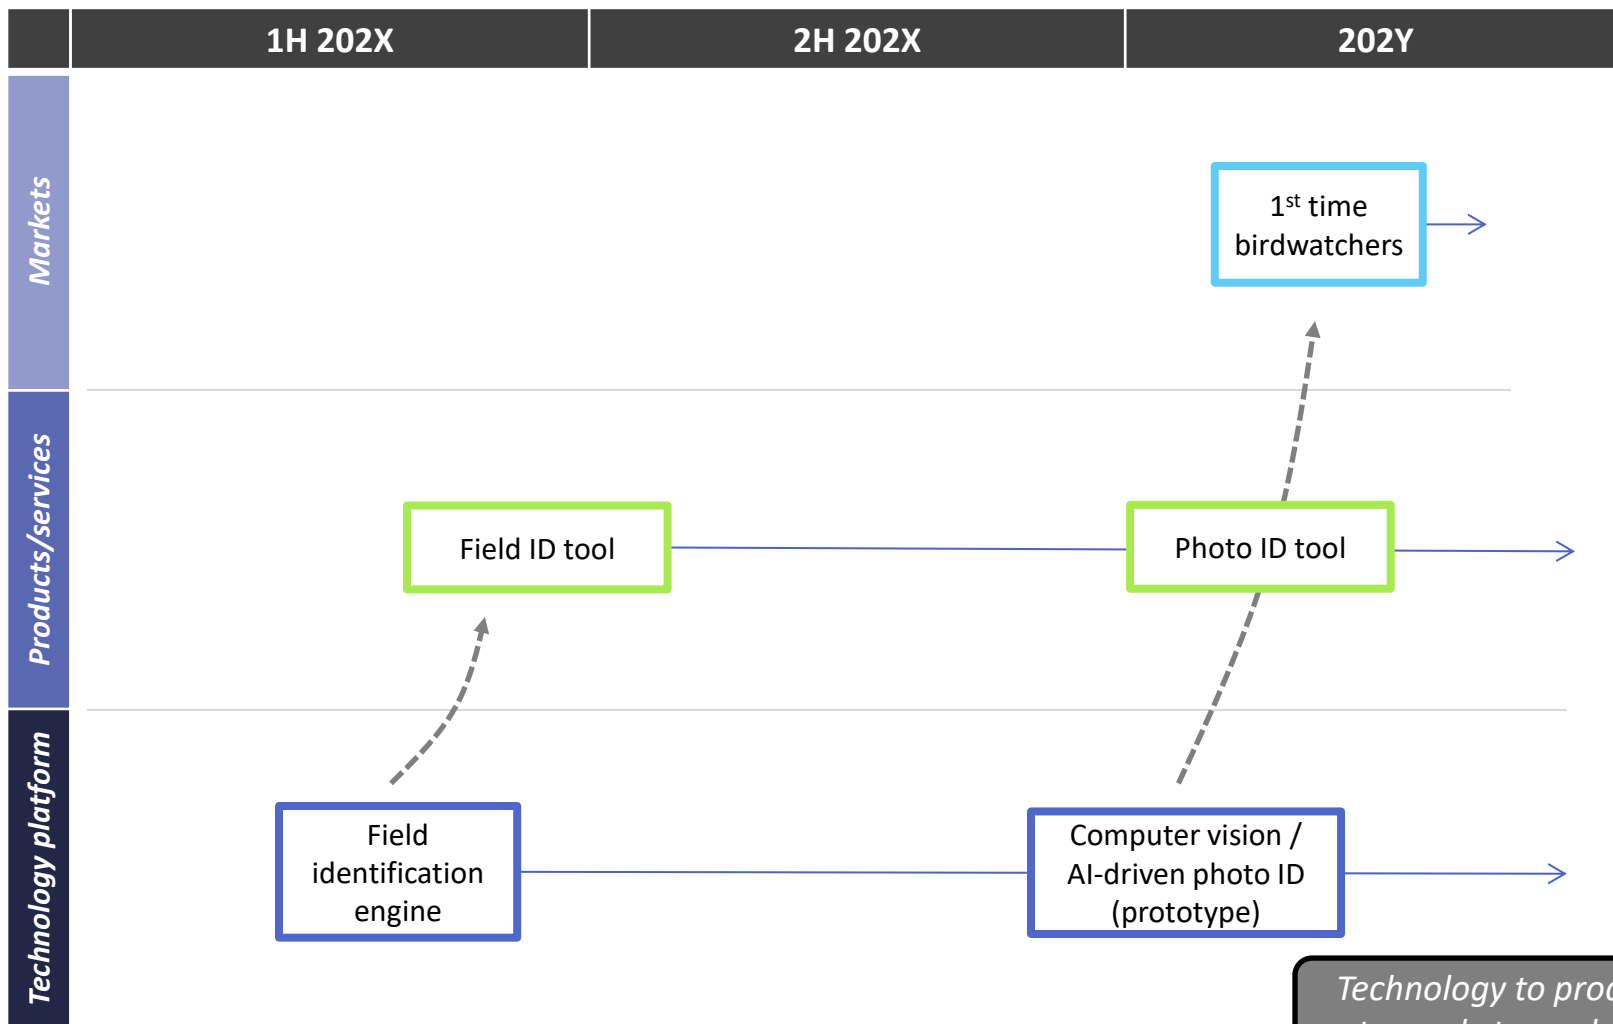 1H 202X
2H 202X
202Y
Markets
1st time
birdwatchers
Products/services
Field ID tool
Photo ID tool
Technology platform
Field
identification
engine
Computer vision /
AI-driven photo ID
(prototype)
Technology to